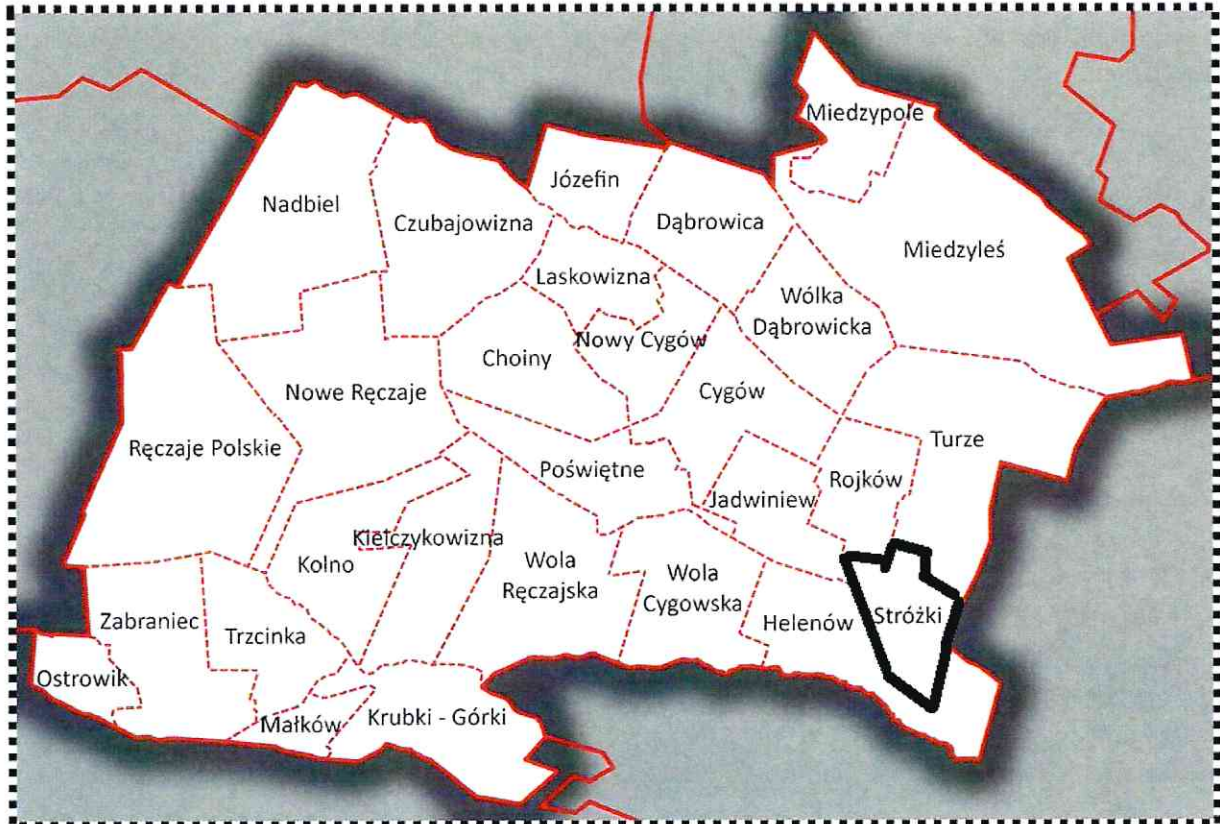 Miedzypole
Józefin
Nadbiel
Czubajowizna
Dąbrowica
Miedzyleś
Laskowizna
Wólka
Dąbrowicka
Nowy Cygów
Choiny
Nowe Ręczaje
Cygów
Ręczaje Polskie
Turze
Poświętne
Rojków
Jadwiniew
Kiełczykowizna
Kolno
Wola
Ręczajska
Wola
Cygowska
Zabraniec
Trzcinka
Helenów
Stróżki
Ostrowik
Małków
Krubki - Górki